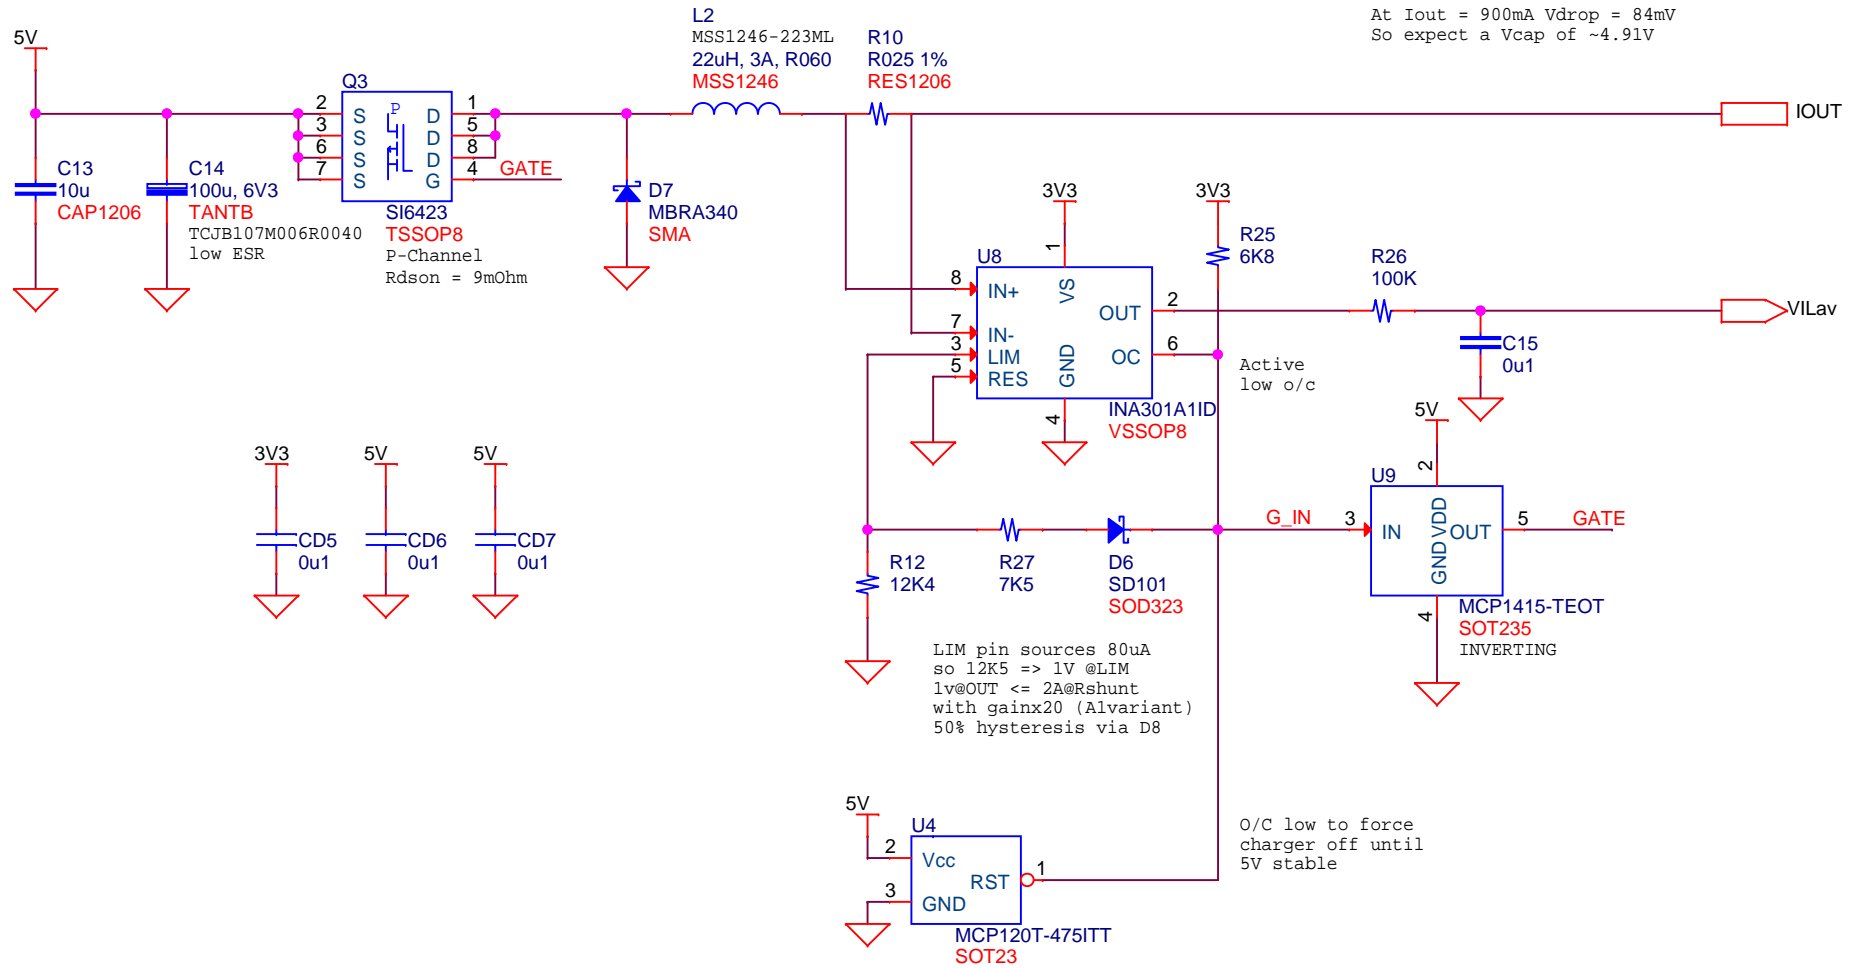 L2
MSS1246-223ML
22uH, 3A, R060
MSS1246
R10
R025 1%
RES1206
At Iout = 900mA Vdrop = 84mV
So expect a Vcap of ~4.91V
5V
Q3
P
2 S D 1
3 S D 5
6 S D 8
7 S G 4
GATE
SI6423
TSSOP8
P-Channel
Rdson = 9mOhm
IOUT
C13
10u
CAP1206
C14
100u, 6V3
TANTB
TCJB107M006R0040
low ESR
D7
MBRA340
SMA
3V3
3V3
R25
6K8
U8
1
VS
8 IN+
7 IN-
3 LIM
5 RES
OUT 2
OC 6
GND
4
INA301A1ID
VSSOP8
R26
100K
VILav
C15
0u1
Active
low o/c
3V3
CD5
0u1
5V
CD6
0u1
5V
CD7
0u1
R12
12K4
R27
7K5
D6
SD101
SOD323
G_IN
5V
U9
2
VDD
3 IN
OUT 5
GND
4
GATE
MCP1415-TEOT
SOT235
INVERTING
LIM pin sources 80uA
so 12K5 => 1V @LIM
1v@OUT <= 2A@Rshunt
with gainx20 (A1variant)
50% hysteresis via D8
5V
U4
2 Vcc
3 GND
RST 1
MCP120T-475ITT
SOT23
O/C low to force
charger off until
5V stable